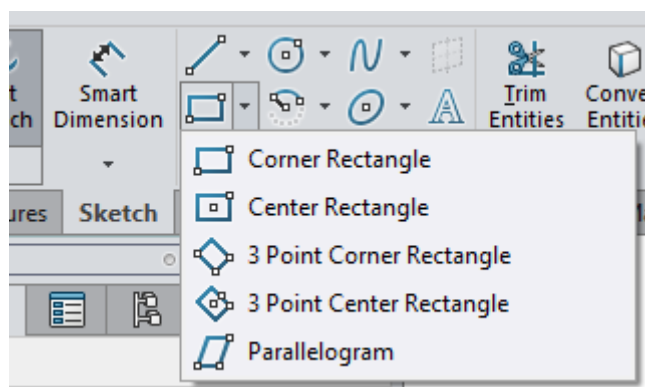 Smart
Dimension
Trim
Entities
Sketch
Corner Rectangle
Center Rectangle
3 Point Corner Rectangle
3 Point Center Rectangle
Parallelogram